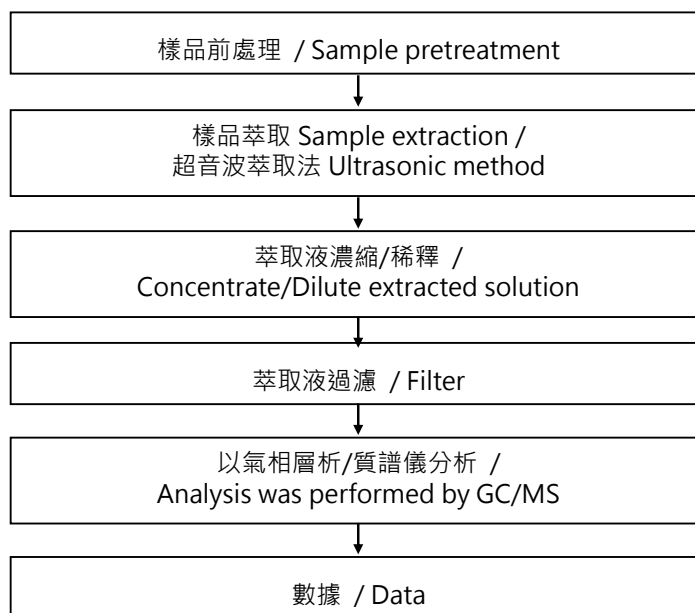 樣品前處理 / Sample pretreatment
樣品萃取 Sample extraction /
超音波萃取法 Ultrasonic method
萃取液濃縮/稀釋 /
Concentrate/Dilute extracted solution
萃取液過濾 / Filter
以氣相層析/質譜儀分析 /
Analysis was performed by GC/MS
數據 / Data